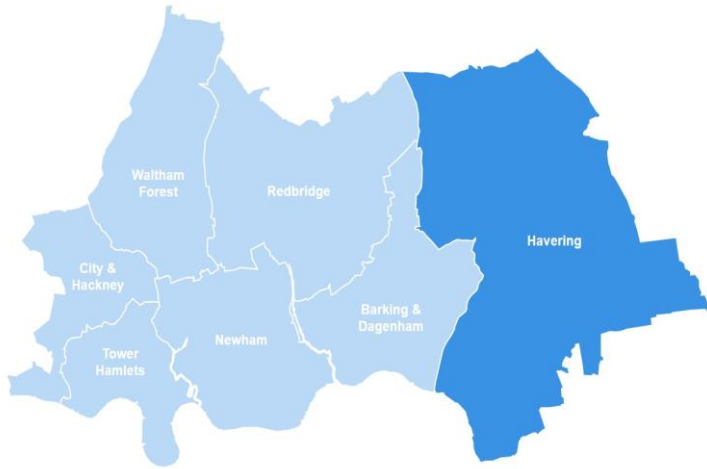 Waltham
Forest
Redbridge
Havering
City &
Hackney
Barking &
Dagenham
Newham
Tower
Hamlets